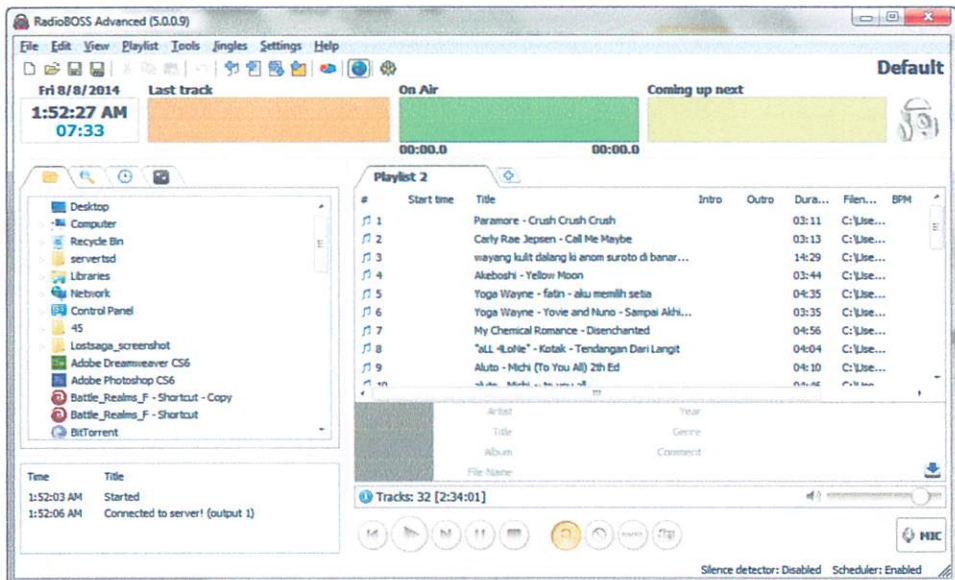 RadioBOSS Advanced (5.0.0.9)
File Edit View Playlist Tools Jingles Settings Help
Default
Fri 8/8/2014 Last track On Air Coming up next
1:52:27 AM
07:33
00:00.0 00:00.0
Desktop
Computer
Recycle Bin
servertsd
Libraries
Network
Control Panel
45
Lostsaga_screenshot
Adobe Dreamweaver CS6
Adobe Photoshop CS6
Battle_Realms_F - Shortcut - Copy
Battle_Realms_F - Shortcut
BitTorrent
Time Title
1:52:03 AM Started
1:52:06 AM Connected to server! (output 1)
Playlist 2
# Start time Title Intro Outro Dura... Filen... BPM
1 Paramore - Crush Crush Crush 03:11 C:\Use...
2 Carly Rae Jepsen - Call Me Maybe 03:13 C:\Use...
3 wayang kulit dalang ki anom suroto di banar... 14:29 C:\Use...
4 Akeboshi - Yellow Moon 03:44 C:\Use...
5 Yoga Wayne - fatin - aku memilih setia 04:35 C:\Use...
6 Yoga Wayne - Yovie and Nuno - Sampai Akhi... 03:35 C:\Use...
7 My Chemical Romance - Disenchanted 04:56 C:\Use...
8 "aLL 4LoNe" - Kotak - Tendangan Dari Langit 04:04 C:\Use...
9 Aluto - Michi (To You All) 2th Ed 04:10 C:\Use...
Artist Year
Title Genre
Album Comment
File Name
Tracks: 32 [2:34:01]
MIC
Silence detector: Disabled Scheduler: Enabled